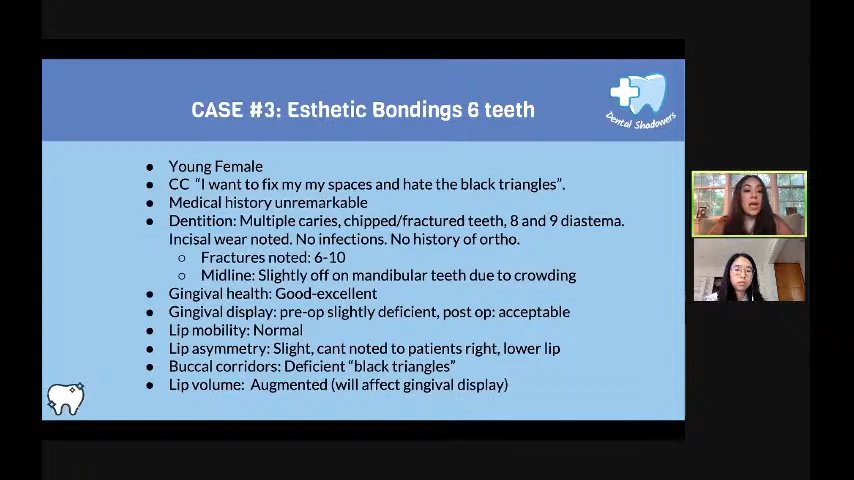 CASE #3: Esthetic Bondings 6 teeth
Dental Shadowers
● Young Female
● CC "I want to fix my my spaces and hate the black triangles".
● Medical history unremarkable
● Dentition: Multiple caries, chipped/fractured teeth, 8 and 9 diastema.
Incisal wear noted. No infections. No history of ortho.
○ Fractures noted: 6-10
○ Midline: Slightly off on mandibular teeth due to crowding
● Gingival health: Good-excellent
● Gingival display: pre-op slightly deficient, post op: acceptable
● Lip mobility: Normal
● Lip asymmetry: Slight, cant noted to patients right, lower lip
● Buccal corridors: Deficient "black triangles"
● Lip volume:  Augmented (will affect gingival display)